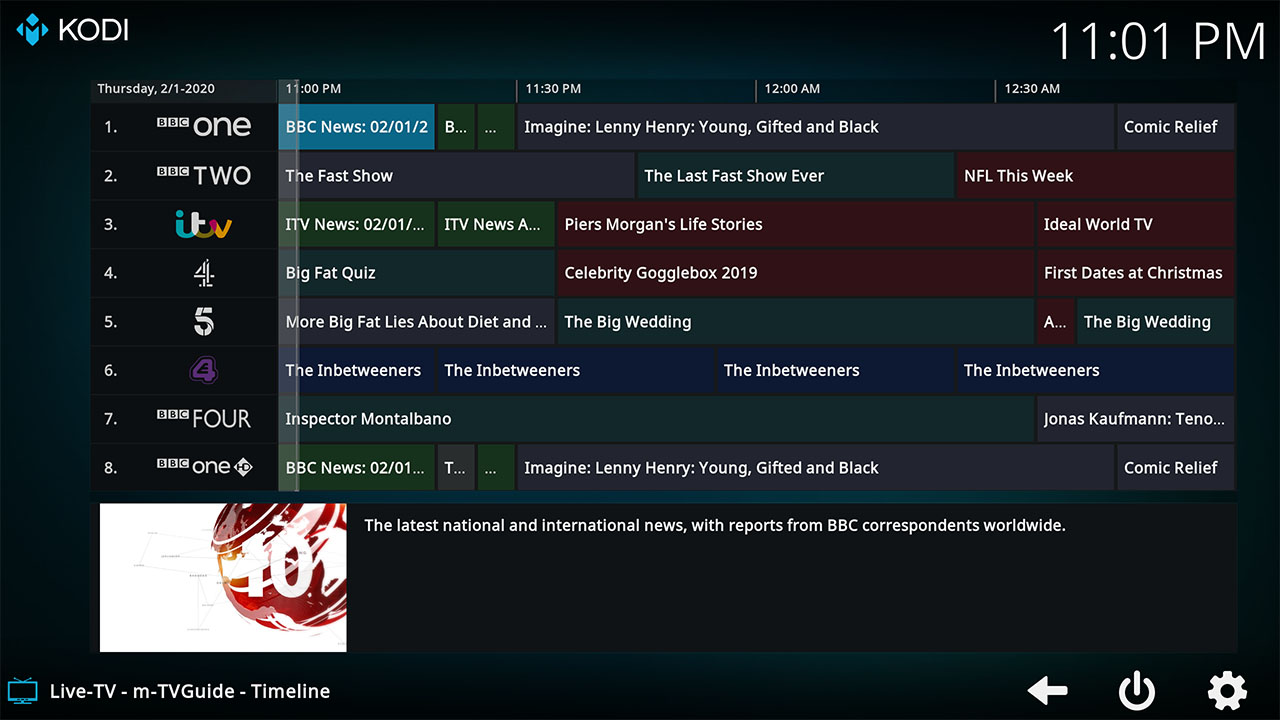 KODI
11:01 PM
Thursday, 2/1-2020 11:00 PM 11:30 PM 12:00 AM 12:30 AM
1. BBC one BBC News: 02/01/2 B... ... Imagine: Lenny Henry: Young, Gifted and Black Comic Relief
2. BBC TWO The Fast Show The Last Fast Show Ever NFL This Week
3. itv ITV News: 02/01/... ITV News A... Piers Morgan's Life Stories Ideal World TV
4. 4 Big Fat Quiz Celebrity Gogglebox 2019 First Dates at Christmas
5. 5 More Big Fat Lies About Diet and ... The Big Wedding A... The Big Wedding
6. 4 The Inbetweeners The Inbetweeners The Inbetweeners The Inbetweeners
7. BBC FOUR Inspector Montalbano Jonas Kaufmann: Teno...
8. BBC one HD BBC News: 02/01... T... ... Imagine: Lenny Henry: Young, Gifted and Black Comic Relief
The latest national and international news, with reports from BBC correspondents worldwide.
10
Live-TV - m-TVGuide - Timeline